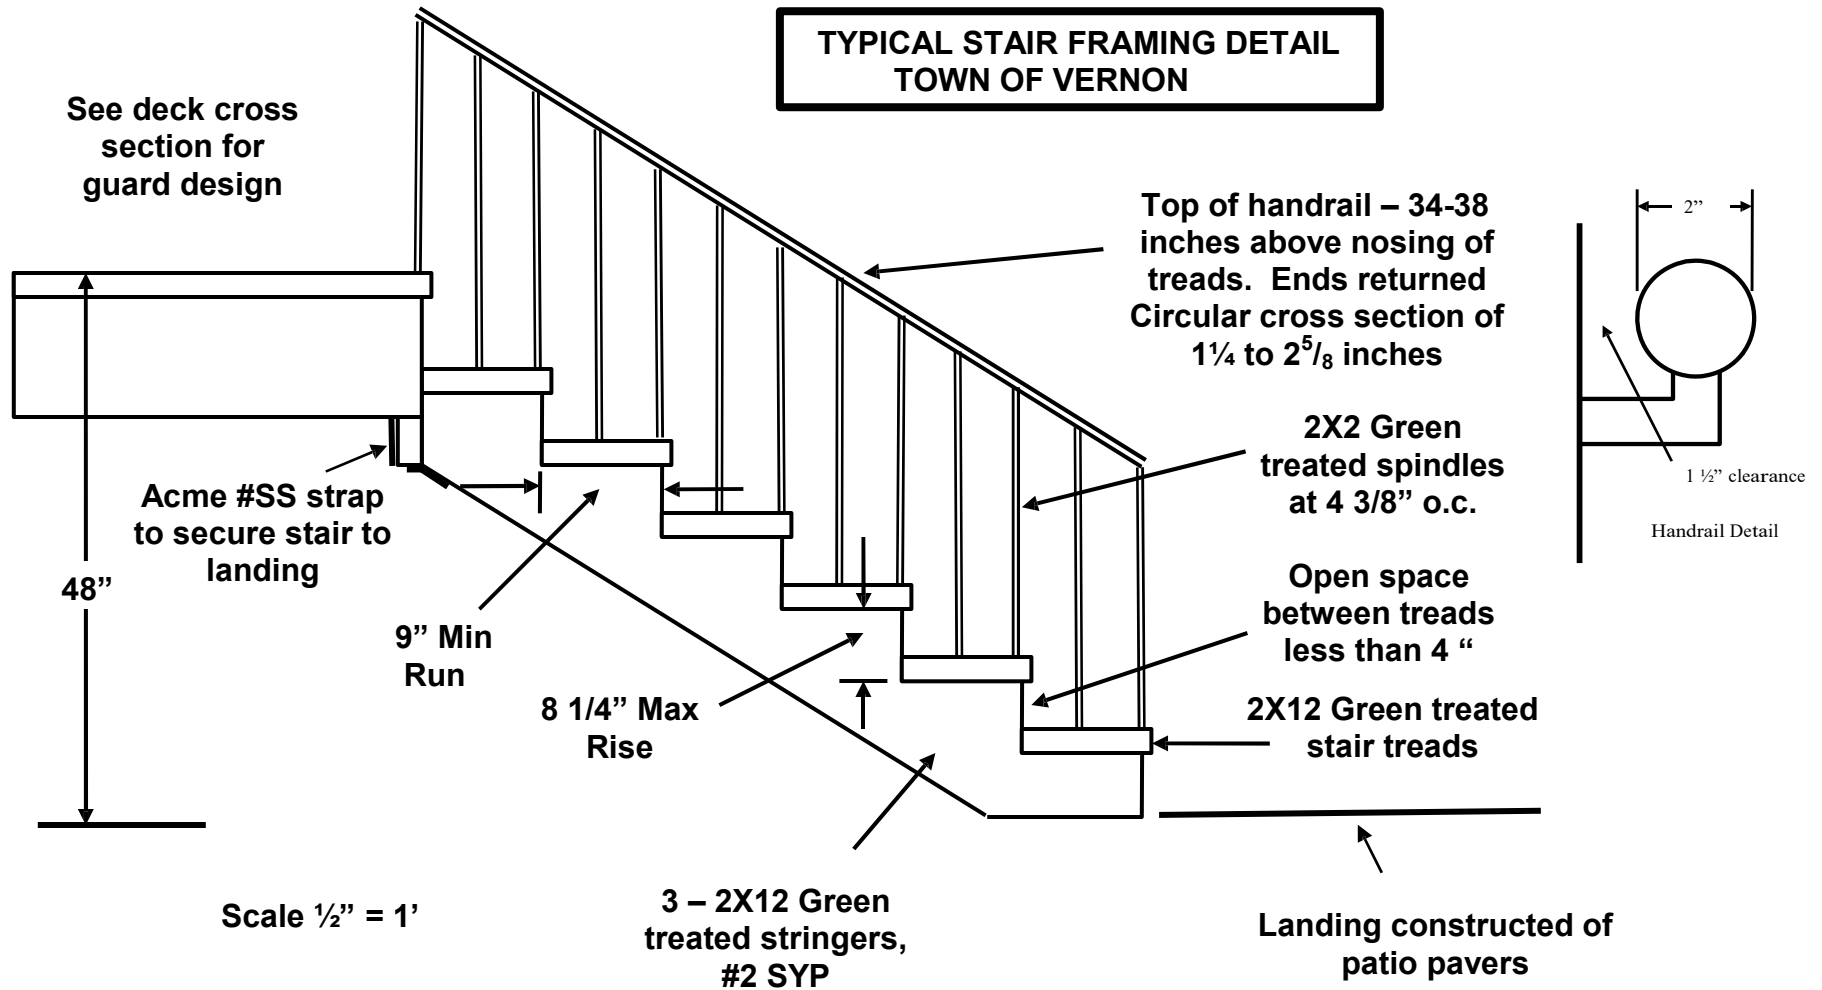 TYPICAL STAIR FRAMING DETAIL
TOWN OF VERNON
See deck cross
section for
guard design
Top of handrail – 34-38
inches above nosing of
treads.  Ends returned
Circular cross section of
1¼ to 2⁵/₈ inches
2”
1 ½” clearance
Handrail Detail
2X2 Green
treated spindles
at 4 3/8” o.c.
Acme #SS strap
to secure stair to
landing
48”
9” Min
Run
8 1/4” Max
Rise
Open space
between treads
less than 4 “
2X12 Green treated
stair treads
Scale ½” = 1’
3 – 2X12 Green
treated stringers,
#2 SYP
Landing constructed of
patio pavers